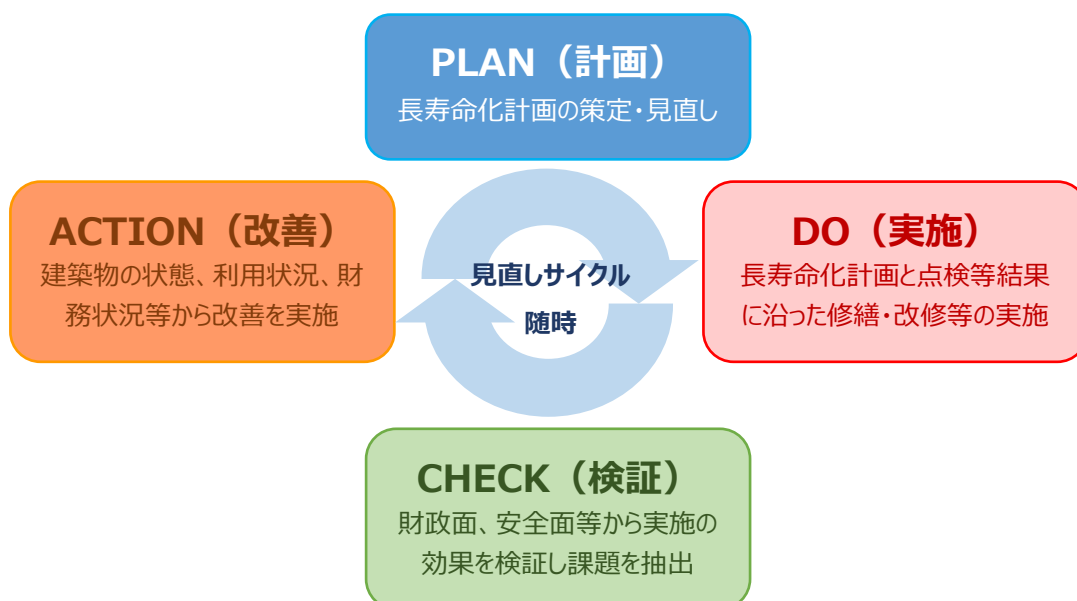 PLAN（計画）
長寿命化計画の策定・見直し
ACTION（改善）
建築物の状態、利用状況、財
務状況等から改善を実施
見直しサイクル
随時
DO（実施）
長寿命化計画と点検等結果
に沿った修繕・改修等の実施
CHECK（検証）
財政面、安全面等から実施の
効果を検証し課題を抽出